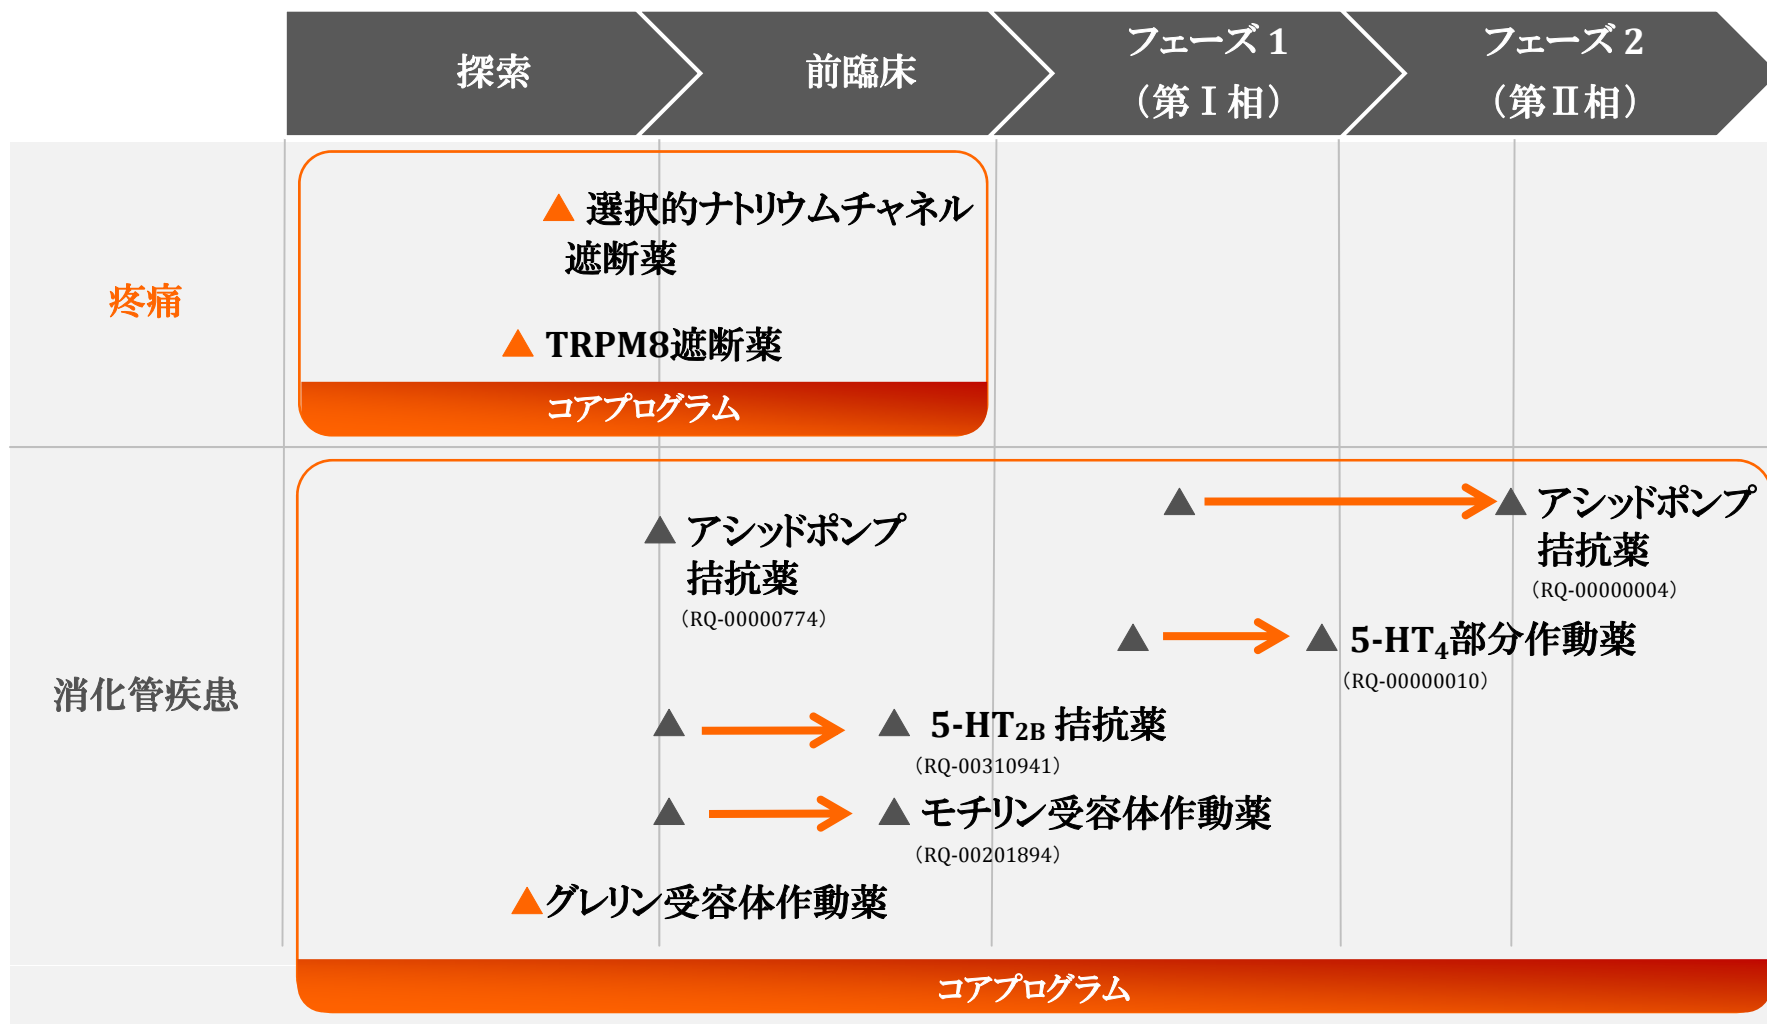 探索
前臨床
フェーズ 1
（第Ⅰ相）
フェーズ 2
（第Ⅱ相）
疼痛
選択的ナトリウムチャネル
遮断薬
TRPM8遮断薬
コアプログラム
消化管疾患
アシッドポンプ
拮抗薬
（RQ-00000774）
アシッドポンプ
拮抗薬
（RQ-00000004）
5-HT4部分作動薬
（RQ-00000010）
5-HT2B 拮抗薬
（RQ-00310941）
モチリン受容体作動薬
（RQ-00201894）
グレリン受容体作動薬
コアプログラム